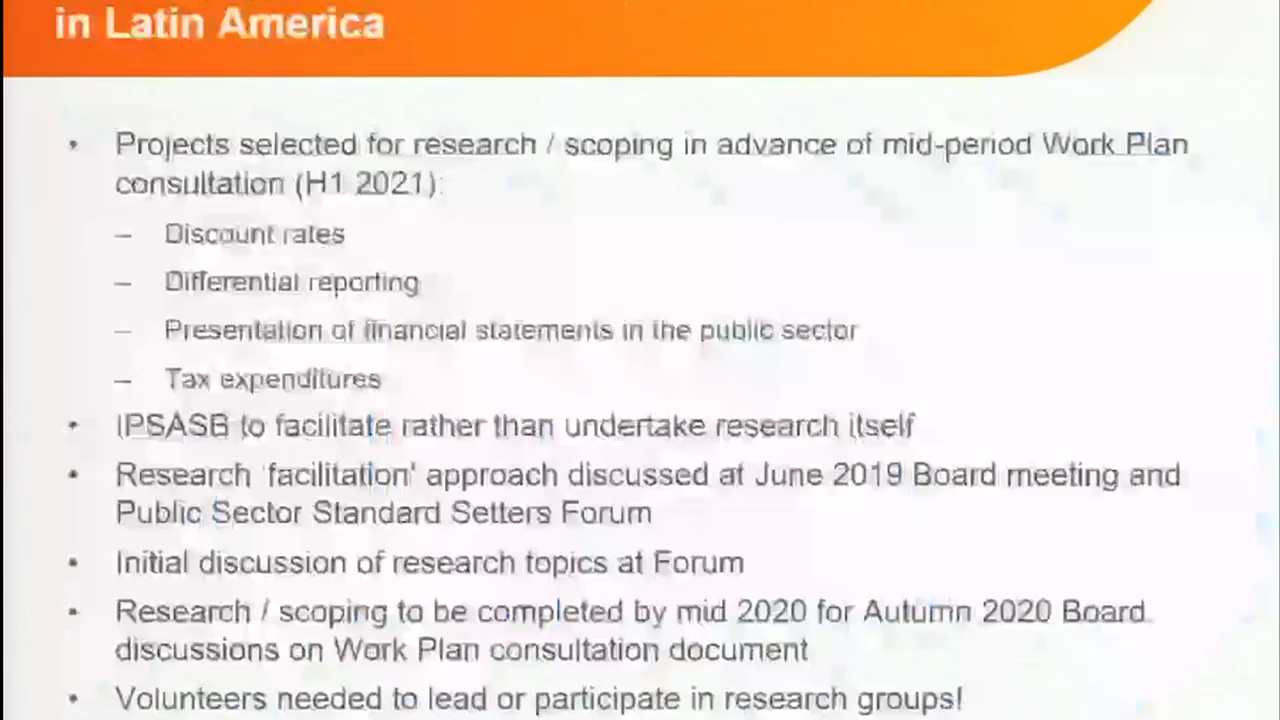 in Latin America
• Projects selected for research / scoping in advance of mid-period Work Plan
consultation (H1 2021):
– Discount rates
– Differential reporting
– Presentation of financial statements in the public sector
– Tax expenditures
• IPSASB to facilitate rather than undertake research itself
• Research 'facilitation' approach discussed at June 2019 Board meeting and
Public Sector Standard Setters Forum
• Initial discussion of research topics at Forum
• Research / scoping to be completed by mid 2020 for Autumn 2020 Board
discussions on Work Plan consultation document
• Volunteers needed to lead or participate in research groups!